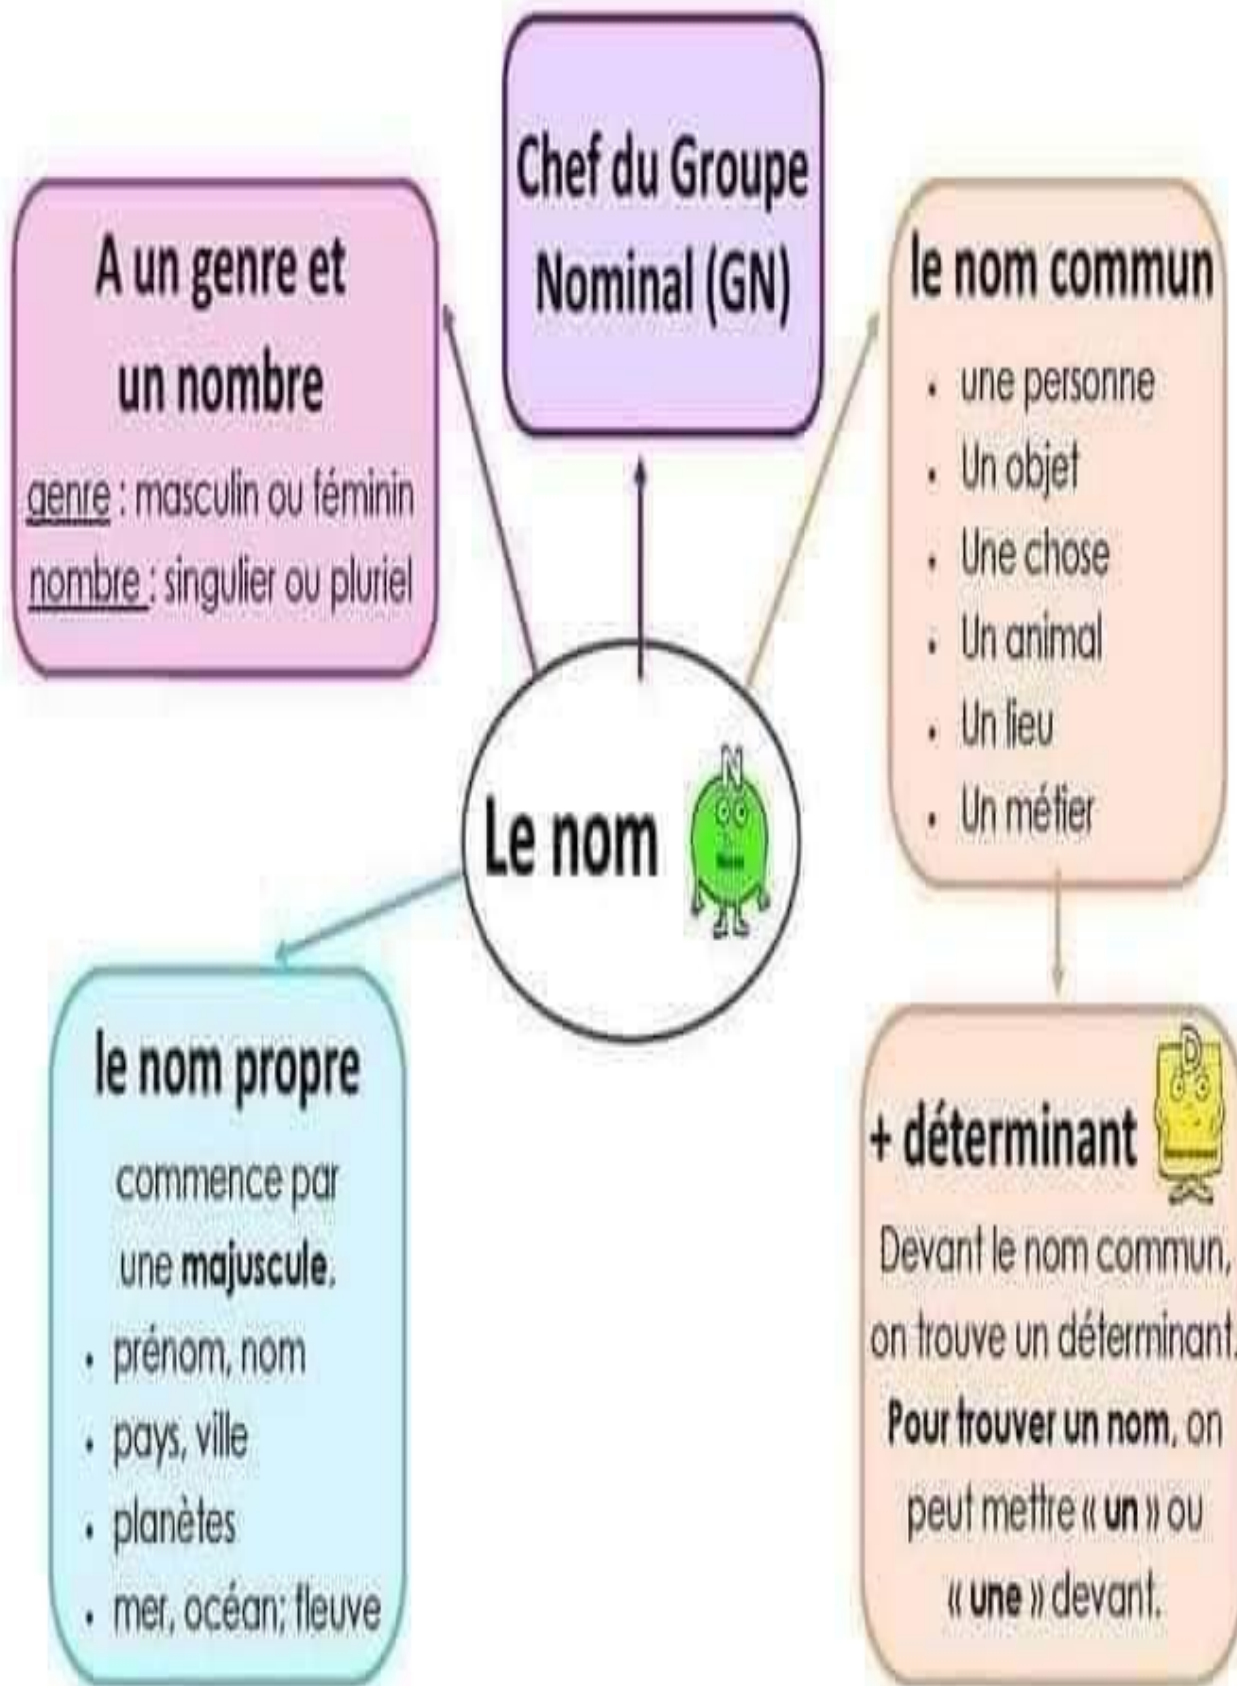 Chef du Groupe
Nominal (GN)
A un genre et
un nombre
genre : masculin ou féminin
nombre : singulier ou pluriel
le nom commun
• une personne
• Un objet
• Une chose
• Un animal
• Un lieu
• Un métier
Le nom
N
le nom propre
commence par
une majuscule.
• prénom, nom
• pays, ville
• planètes
• mer, océan; fleuve
D
+ déterminant
Devant le nom commun,
on trouve un déterminant.
Pour trouver un nom, on
peut mettre « un » ou
« une » devant.